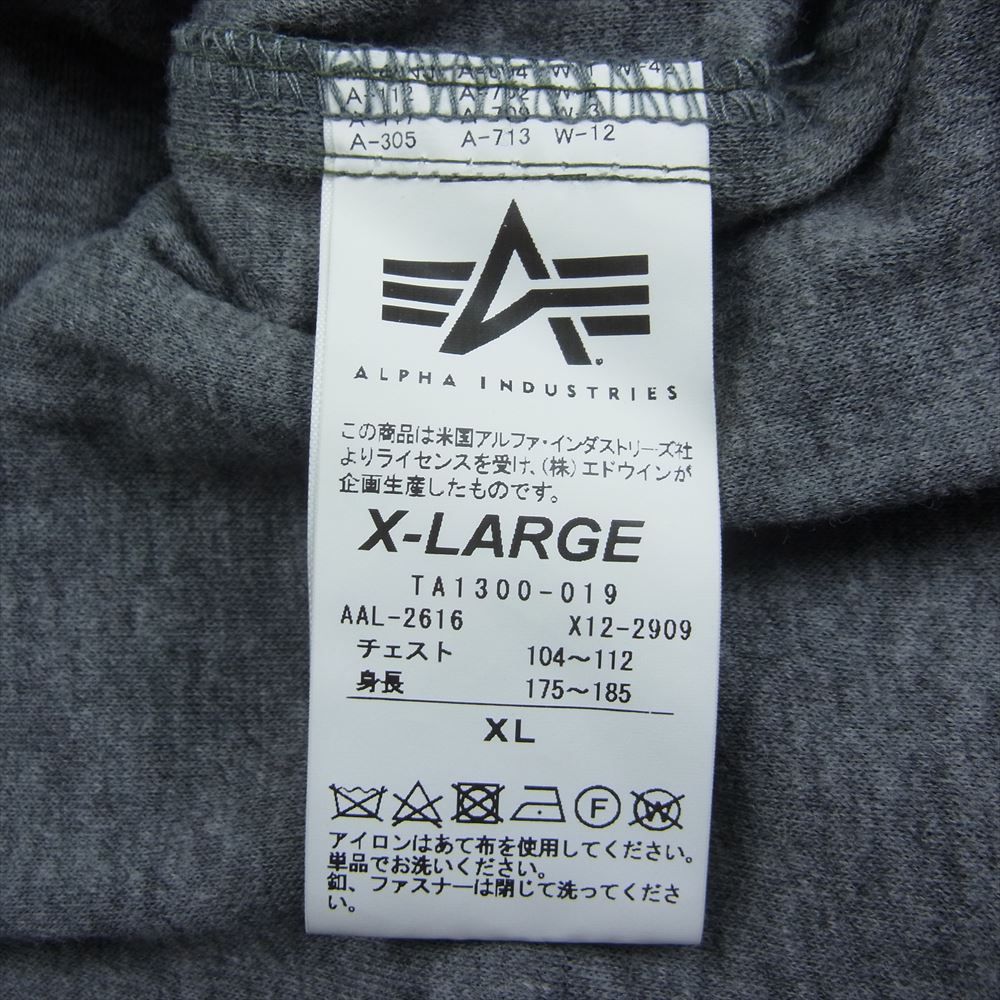 A-112 A-702
A-709
A-305 A-713 W-12
ALPHA INDUSTRIES
この商品は米国アルファ・インダストリーズ社
よりライセンスを受け、(株)エドウインが
企画生産したものです。
X-LARGE
TA1300-019
AAL-2616 X12-2909
チェスト 104～112
身長 175～185
XL
F W
アイロンはあて布を使用してください。
単品でお洗いください。
釦、ファスナーは閉じて洗ってくださ
い。